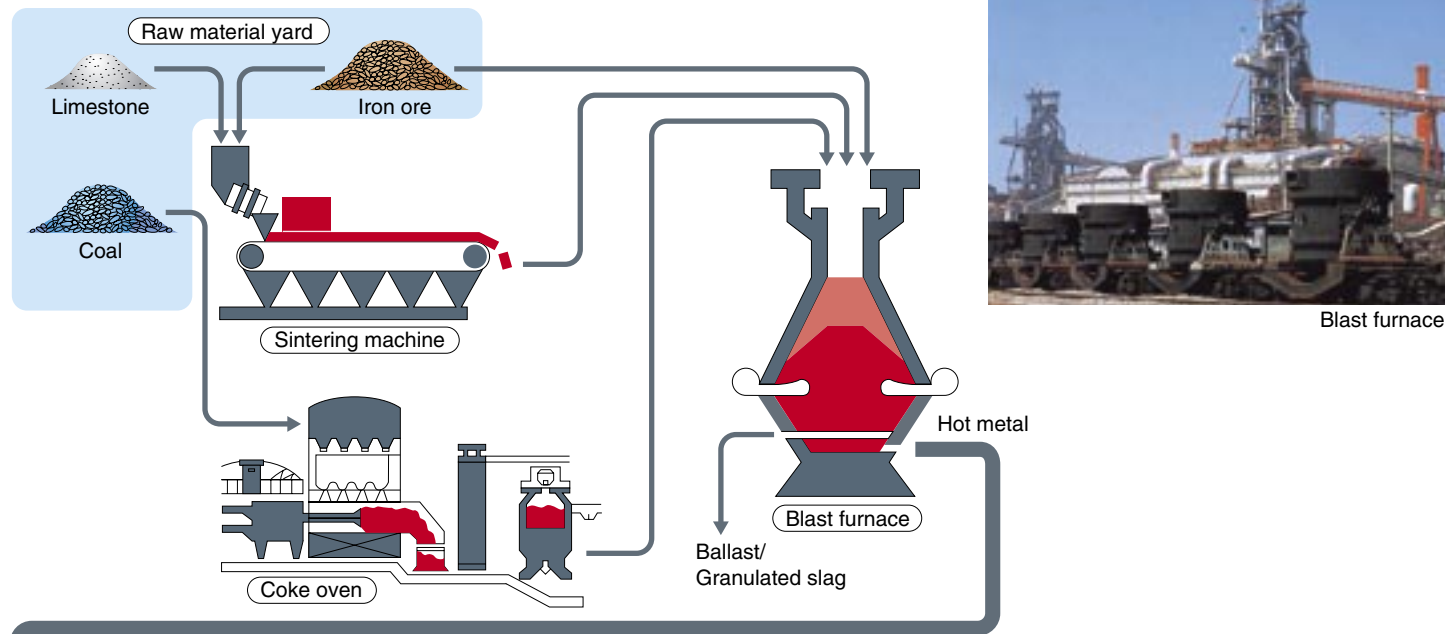 Raw material yard
Limestone
Iron ore
Coal
Sintering machine
Blast furnace
Hot metal
Blast furnace
Ballast/
Granulated slag
Coke oven